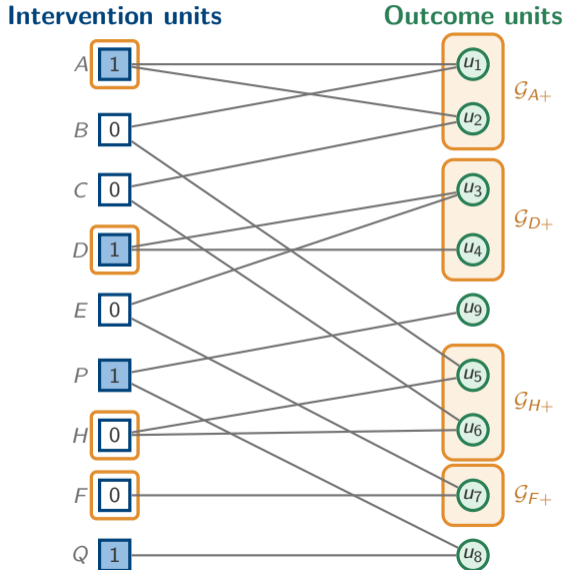 Intervention units Outcome units
A 1 u1 𝒢A+
u2
B 0
C 0 u3 𝒢D+
D 1 u4
E 0 u9
P 1 u5 𝒢H+
H 0 u6
F 0 u7 𝒢F+
Q 1 u8